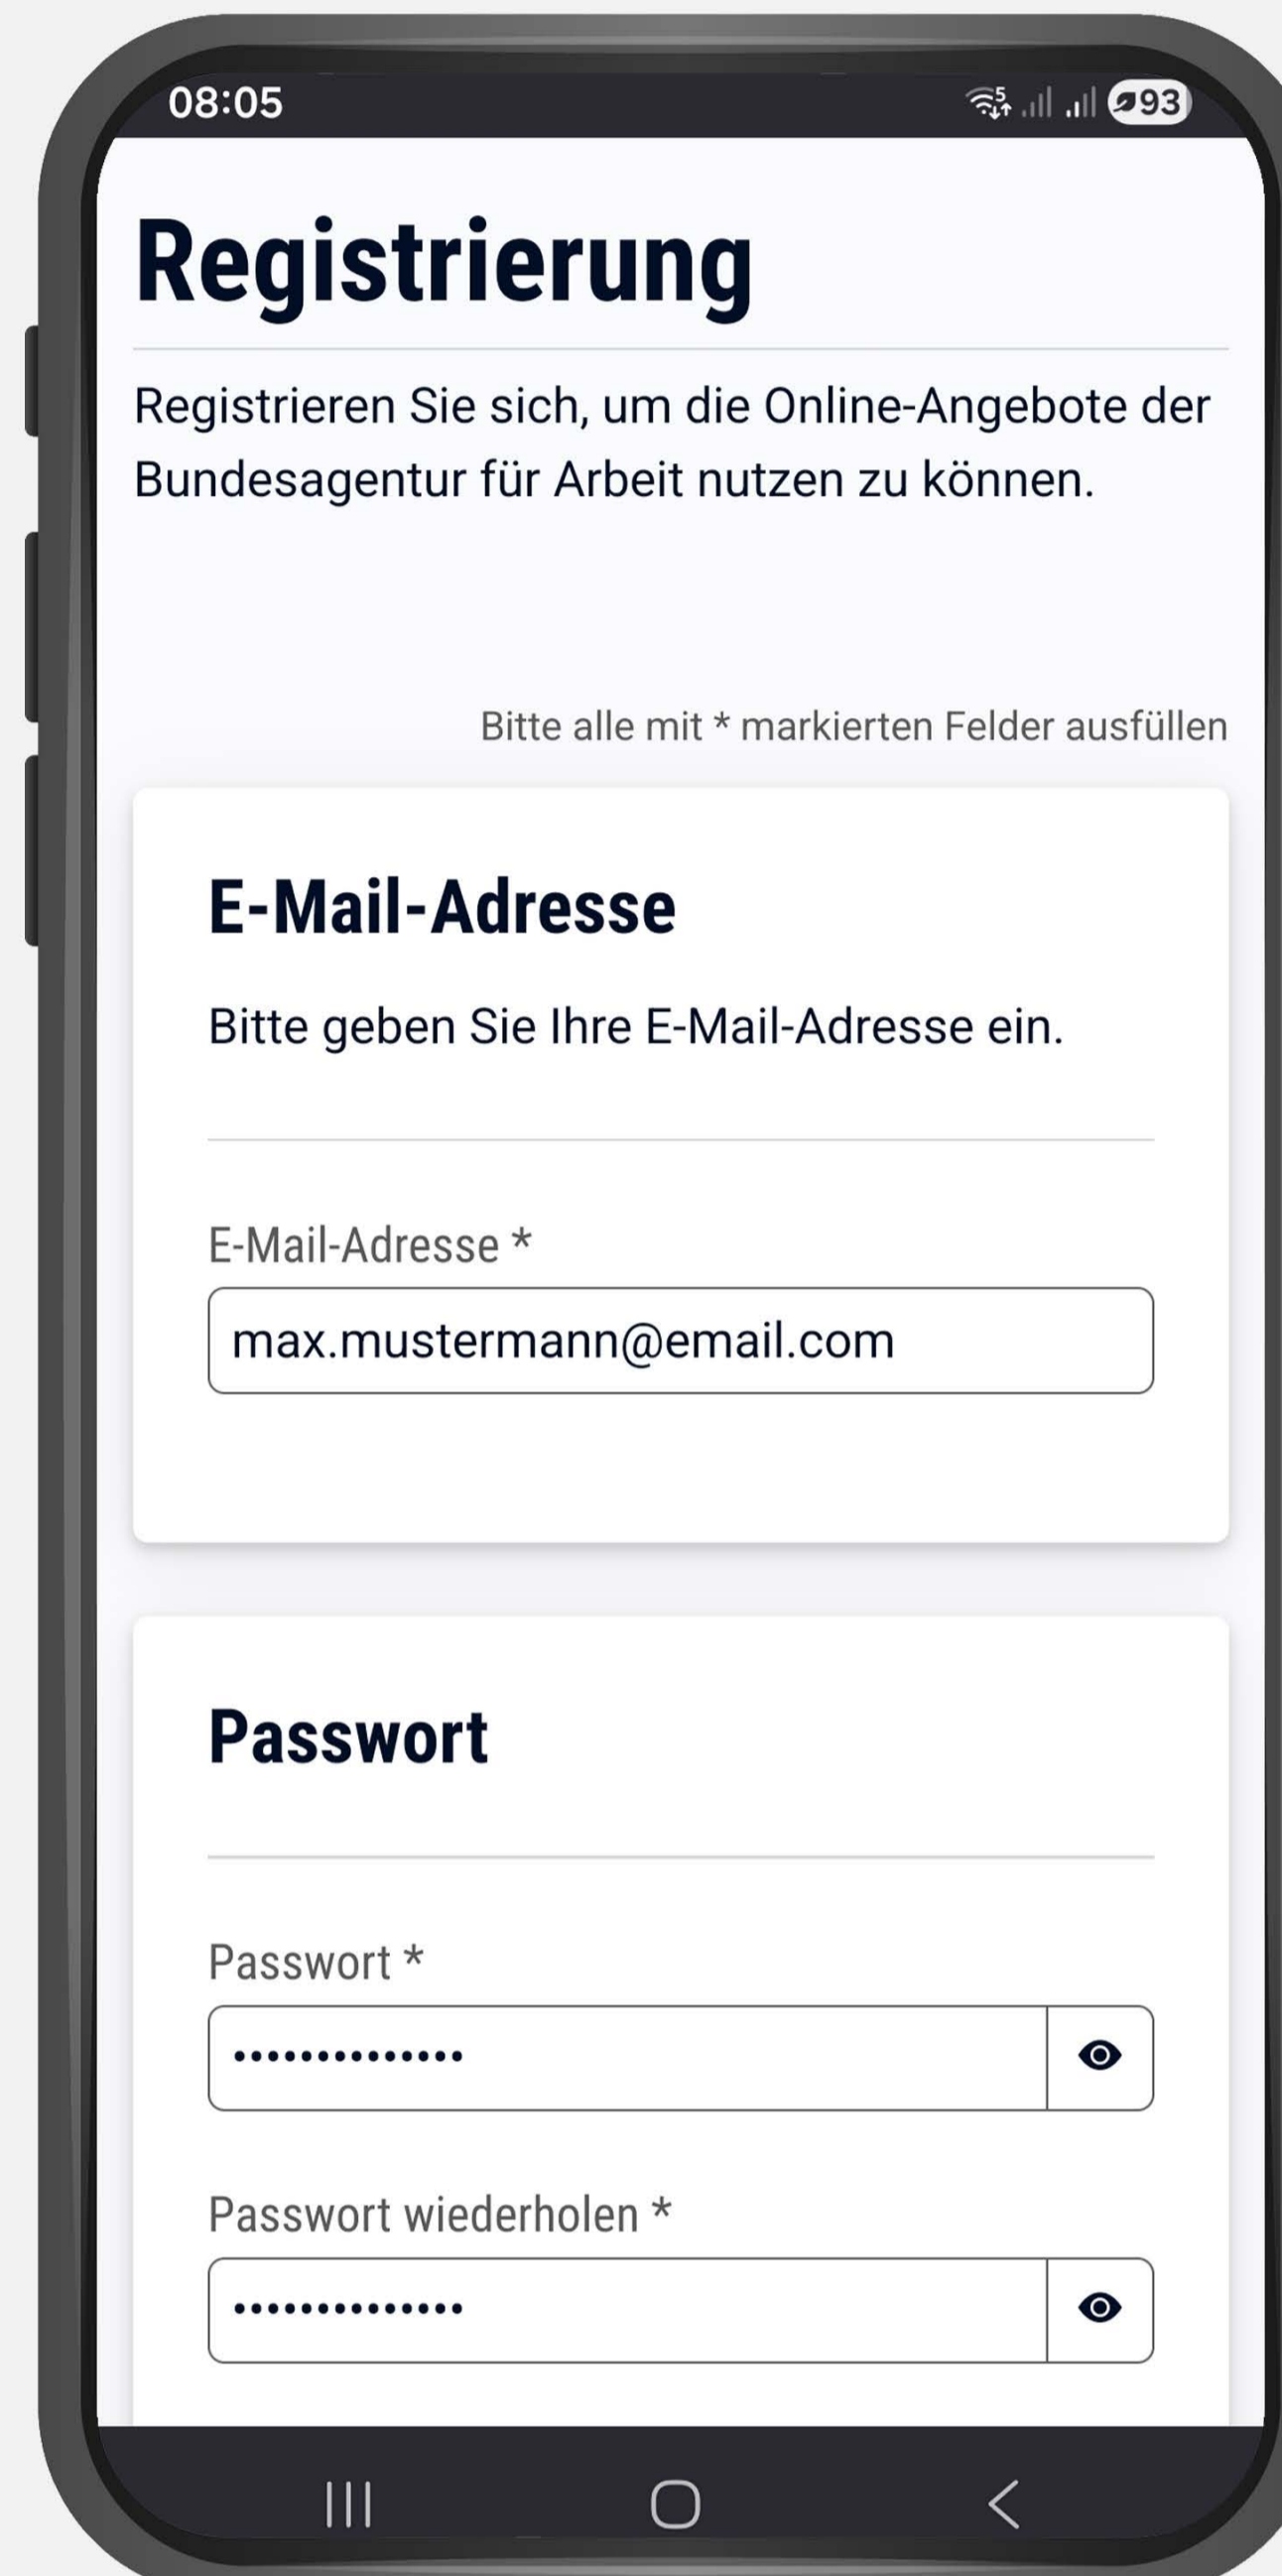 08:05
5
93
Registrierung
Registrieren Sie sich, um die Online-Angebote der
Bundesagentur für Arbeit nutzen zu können.
Bitte alle mit * markierten Felder ausfüllen
E-Mail-Adresse
Bitte geben Sie Ihre E-Mail-Adresse ein.
E-Mail-Adresse *
max.mustermann@email.com
Passwort
Passwort *
••••••••••••••
Passwort wiederholen *
••••••••••••••